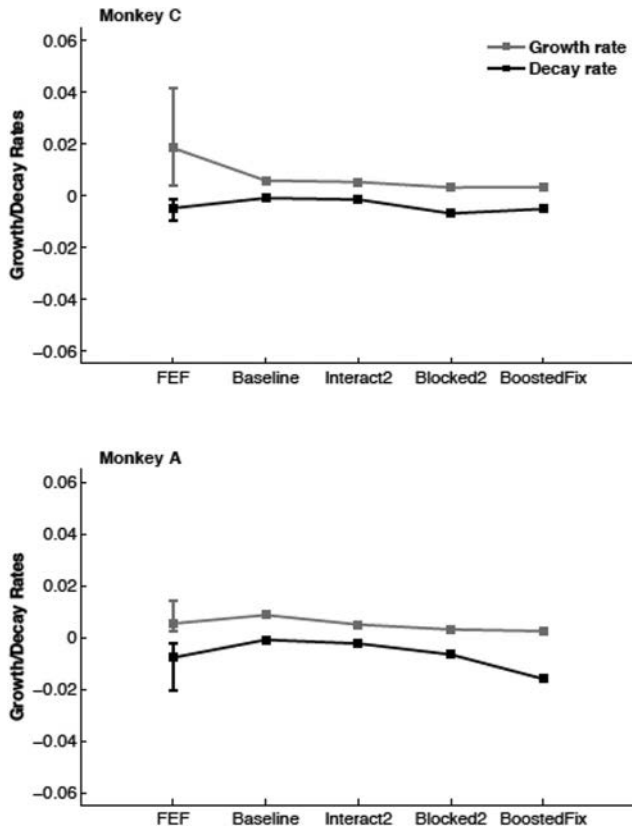 Monkey C
Growth rate
Decay rate
Growth/Decay Rates
0.06
0.04
0.02
0
−0.02
−0.04
−0.06
FEF Baseline Interact2 Blocked2 BoostedFix
Monkey A
Growth/Decay Rates
0.06
0.04
0.02
0
−0.02
−0.04
−0.06
FEF Baseline Interact2 Blocked2 BoostedFix